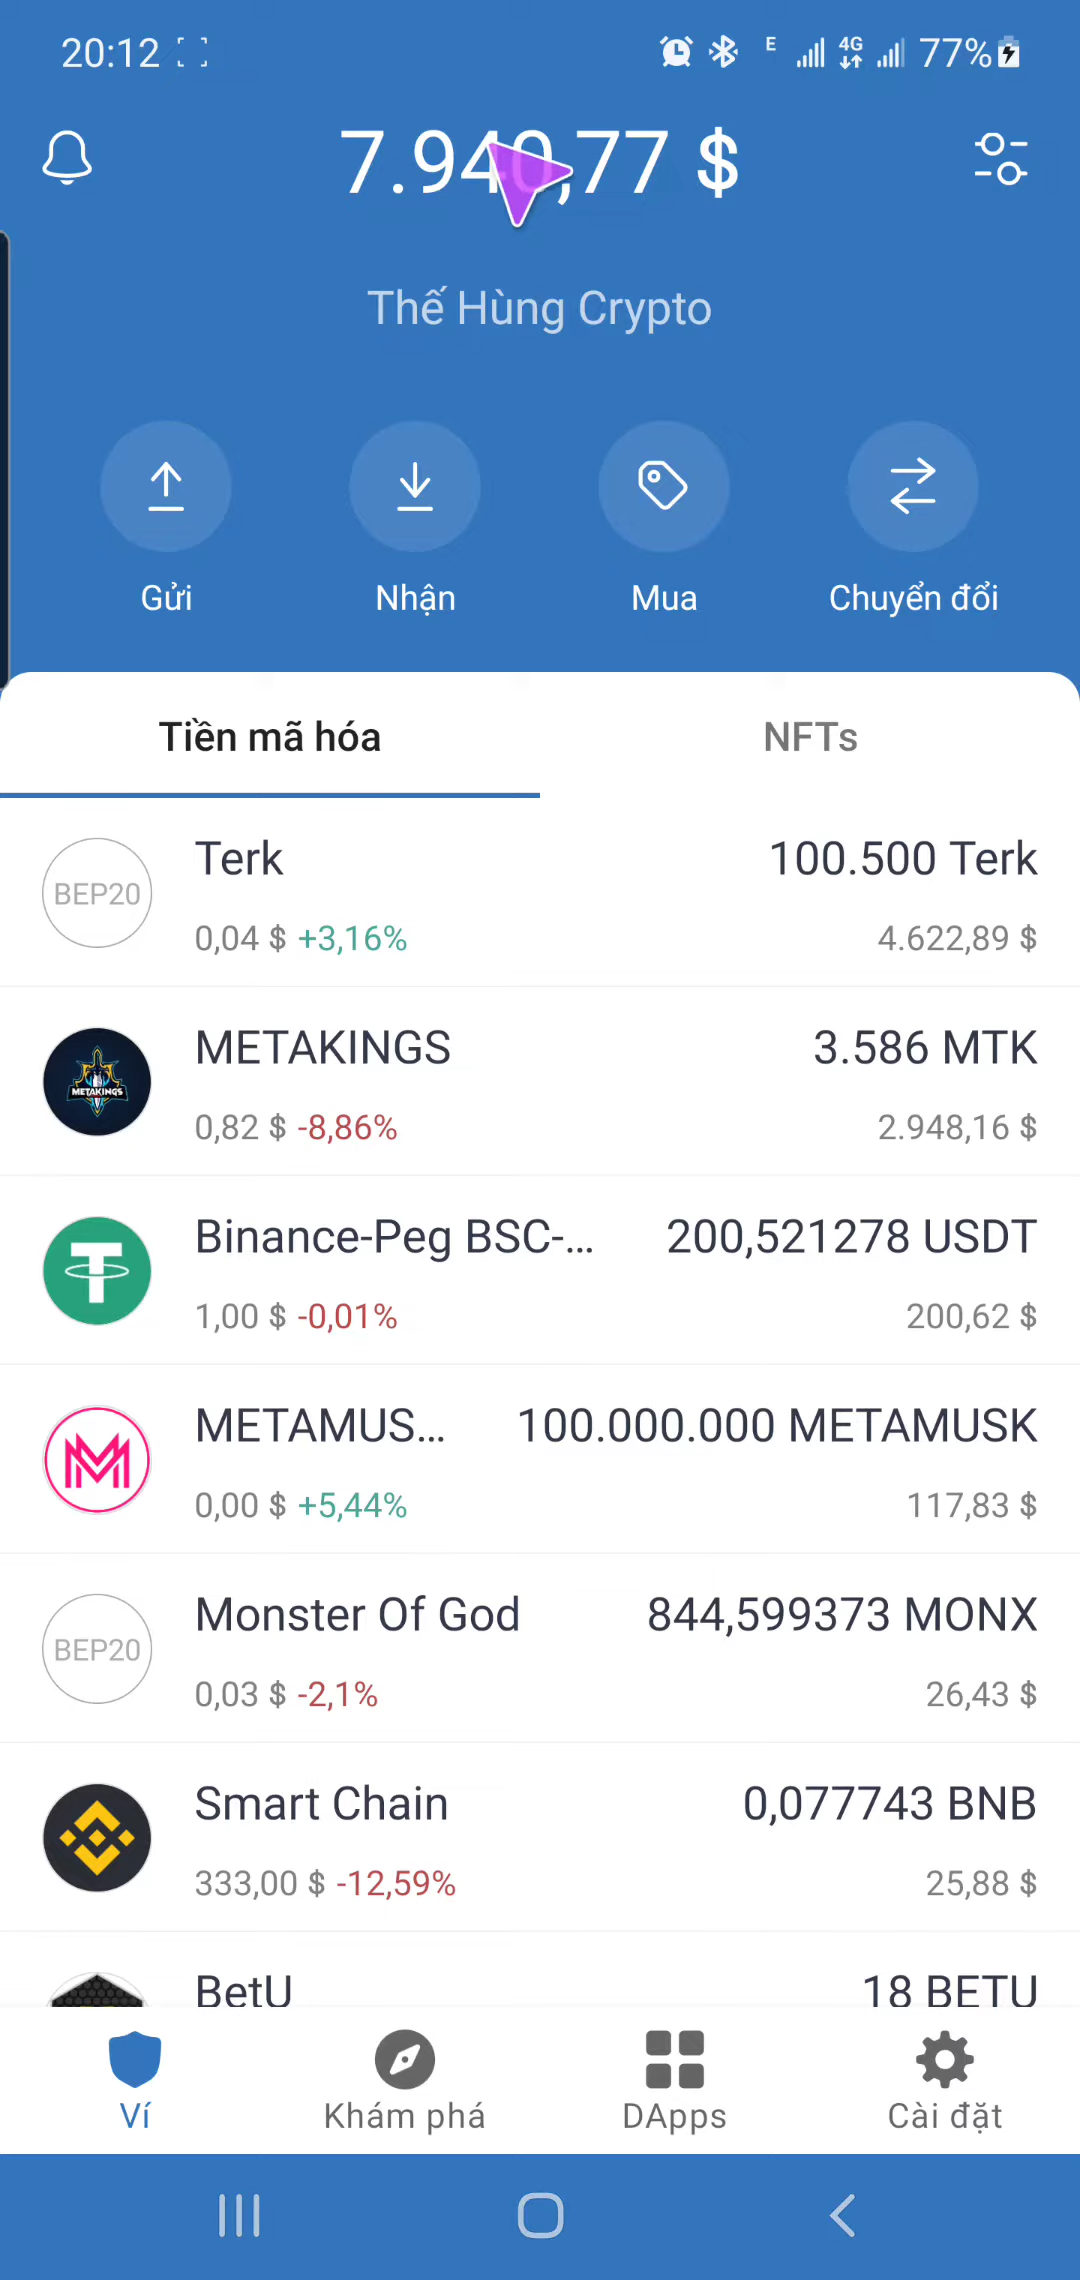 20:12 E 4G 77%
7.940,77 $
Thế Hùng Crypto
Gửi Nhận Mua Chuyển đổi
Tiền mã hóa NFTs
BEP20 Terk 100.500 Terk
0,04 $ +3,16% 4.622,89 $
METAKINGS METAKINGS 3.586 MTK
0,82 $ -8,86% 2.948,16 $
Binance-Peg BSC-... 200,521278 USDT
1,00 $ -0,01% 200,62 $
METAMUS... 100.000.000 METAMUSK
0,00 $ +5,44% 117,83 $
BEP20 Monster Of God 844,599373 MONX
0,03 $ -2,1% 26,43 $
Smart Chain 0,077743 BNB
333,00 $ -12,59% 25,88 $
BetU 18 BETU
Ví Khám phá DApps Cài đặt